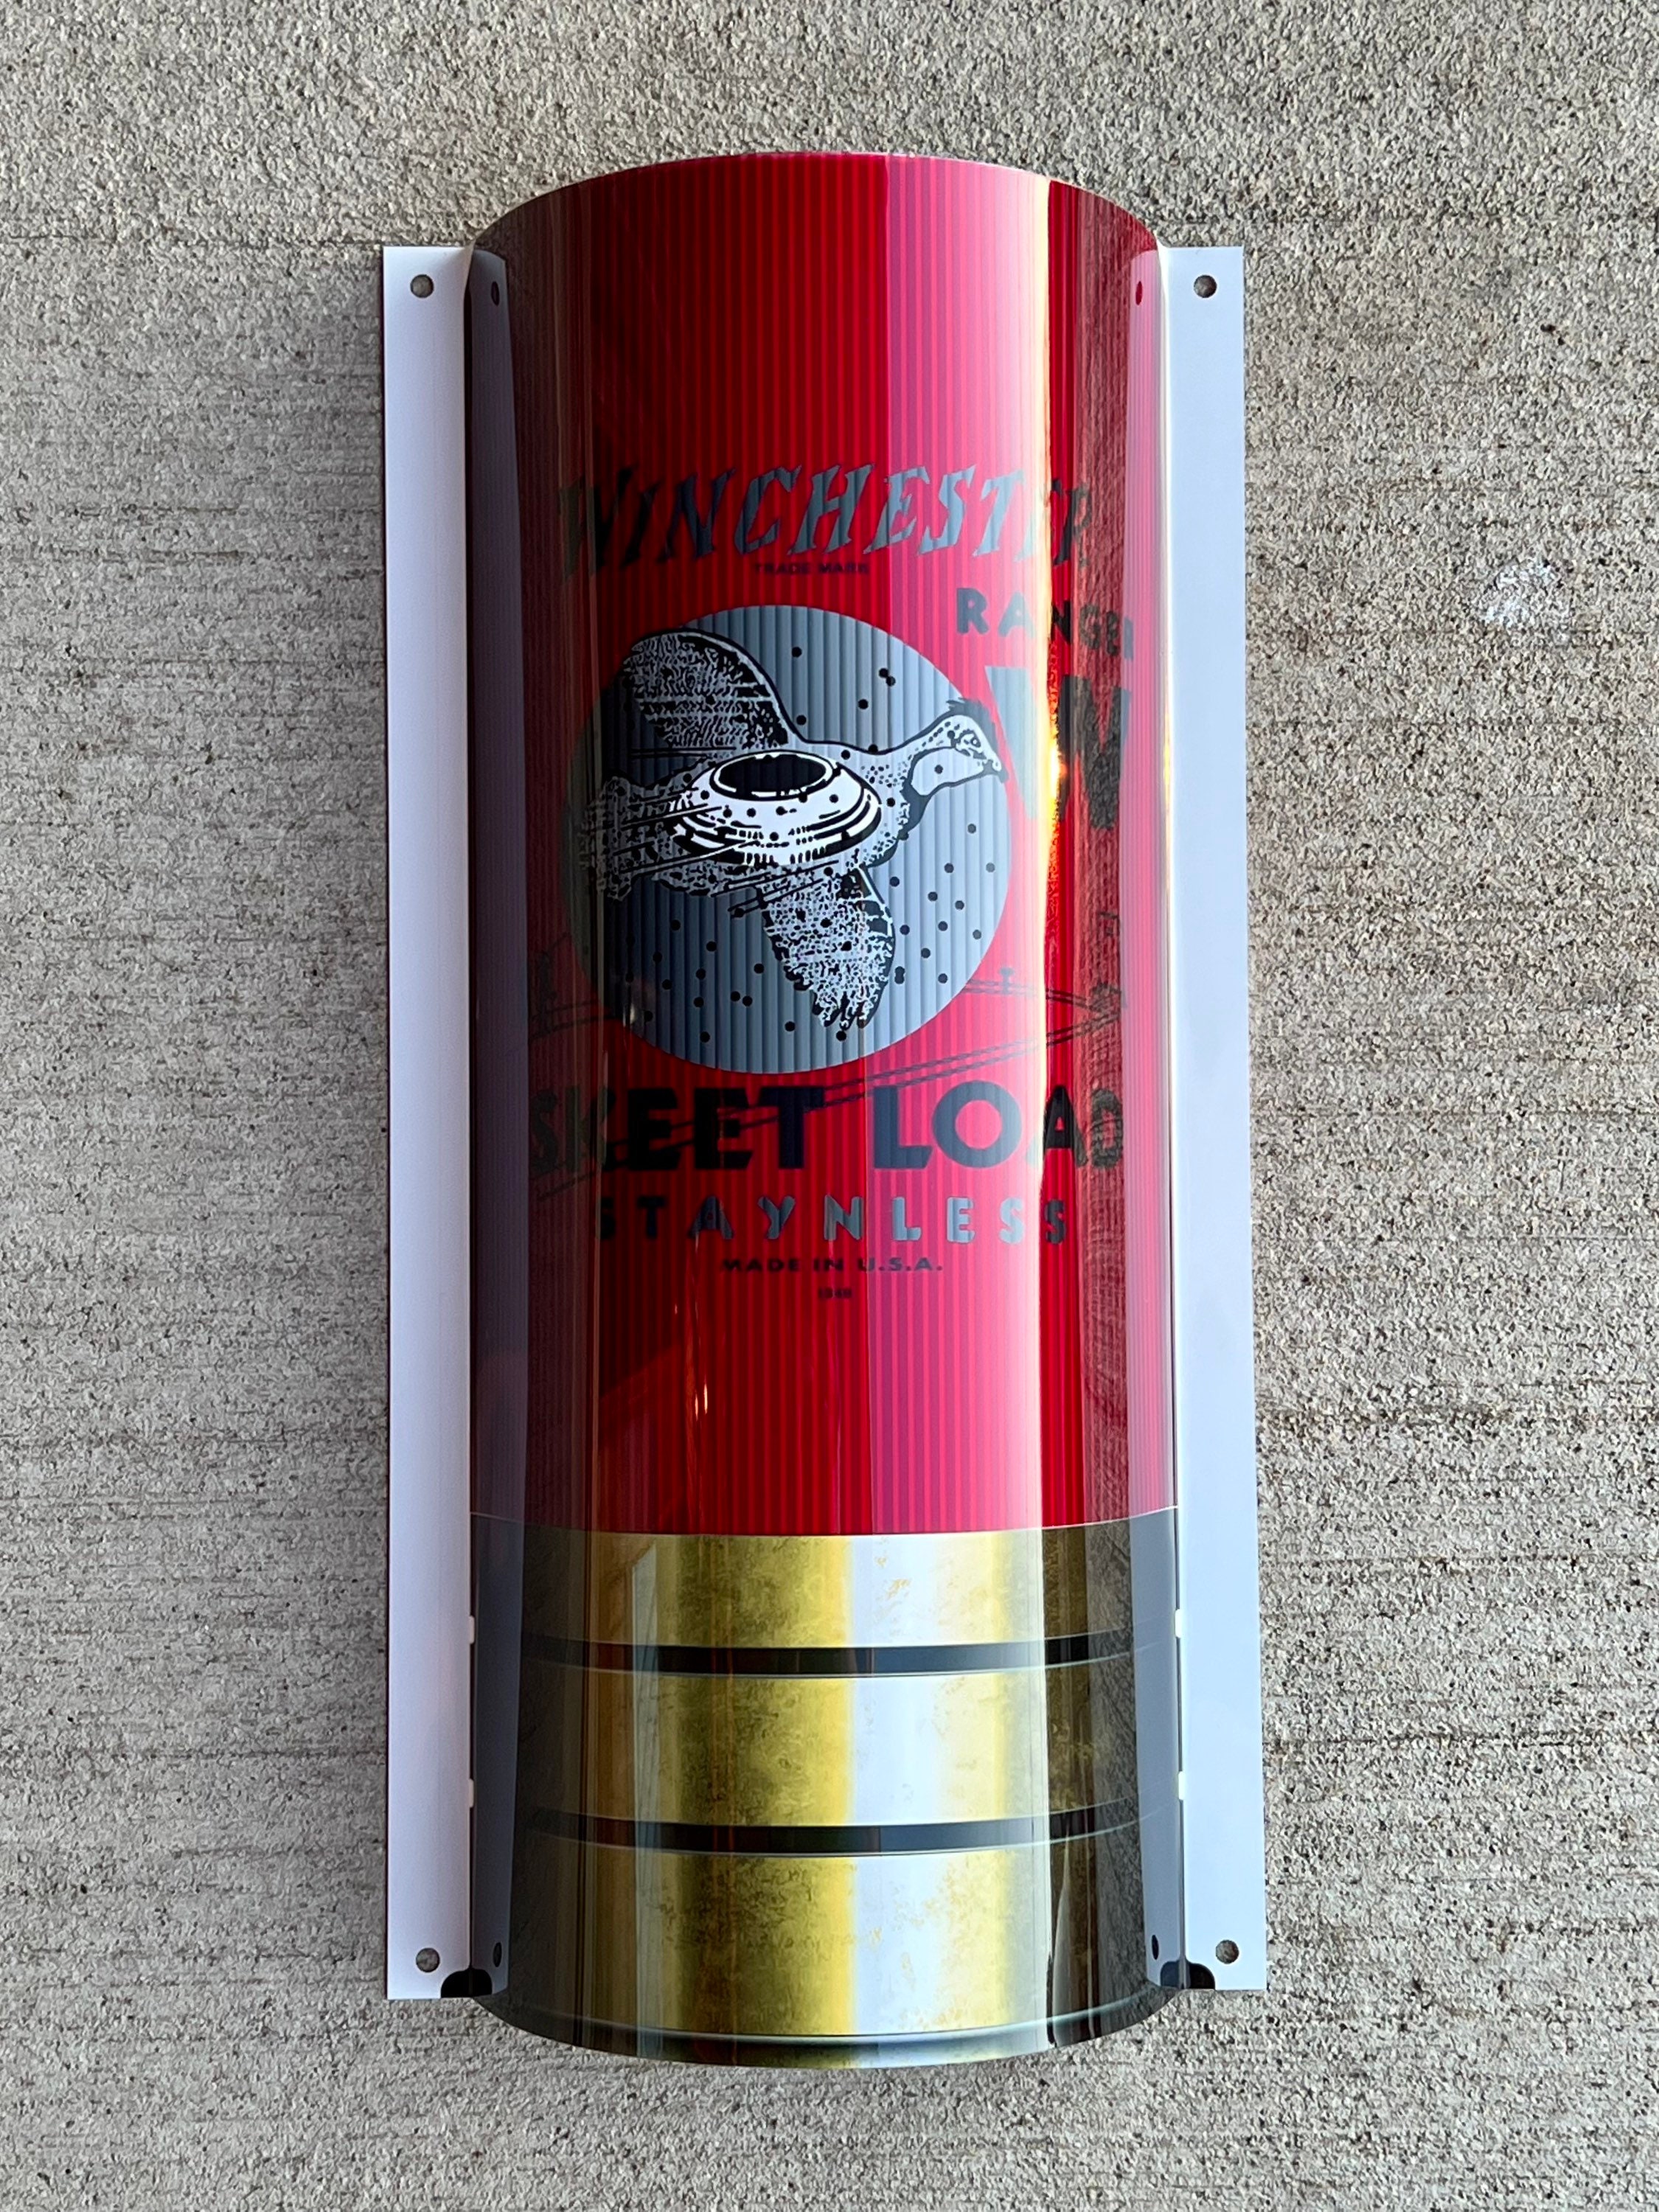 WINCHESTER
TRADE MARK
RANGER
W
SKEET LOAD
STAYNLESS
MADE IN U.S.A.